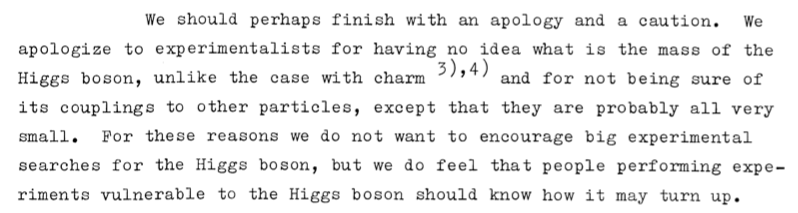 We should perhaps finish with an apology and a caution. We
apologize to experimentalists for having no idea what is the mass of the
Higgs boson, unlike the case with charm 3),4) and for not being sure of
its couplings to other particles, except that they are probably all very
small. For these reasons we do not want to encourage big experimental
searches for the Higgs boson, but we do feel that people performing expe-
riments vulnerable to the Higgs boson should know how it may turn up.